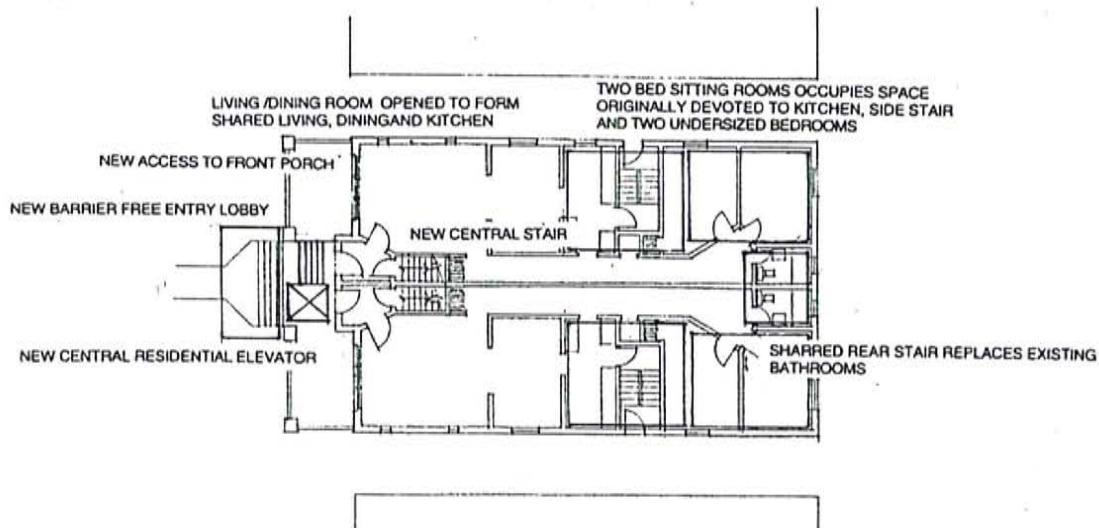 LIVING /DINING ROOM OPENED TO FORM
SHARED LIVING, DININGAND KITCHEN
TWO BED SITTING ROOMS OCCUPIES SPACE
ORIGINALLY DEVOTED TO KITCHEN, SIDE STAIR
AND TWO UNDERSIZED BEDROOMS
NEW ACCESS TO FRONT PORCH
NEW BARRIER FREE ENTRY LOBBY
NEW CENTRAL STAIR
NEW CENTRAL RESIDENTIAL ELEVATOR
SHARRED REAR STAIR REPLACES EXISTING
BATHROOMS